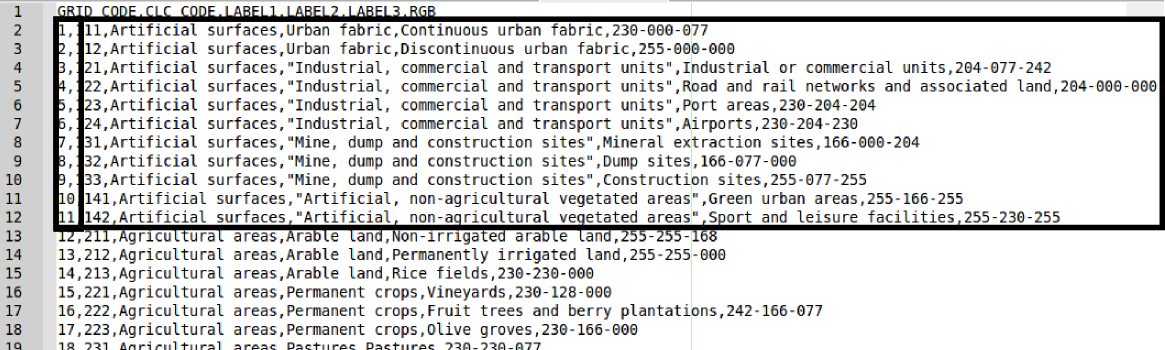 1 GRID_CODE,CLC_CODE,LABEL1,LABEL2,LABEL3,RGB
2 1,111,Artificial surfaces,Urban fabric,Continuous urban fabric,230-000-077
3 2,112,Artificial surfaces,Urban fabric,Discontinuous urban fabric,255-000-000
4 3,121,Artificial surfaces,"Industrial, commercial and transport units",Industrial or commercial units,204-077-242
5 4,122,Artificial surfaces,"Industrial, commercial and transport units",Road and rail networks and associated land,204-000-000
6 5,123,Artificial surfaces,"Industrial, commercial and transport units",Port areas,230-204-204
7 6,124,Artificial surfaces,"Industrial, commercial and transport units",Airports,230-204-230
8 7,131,Artificial surfaces,"Mine, dump and construction sites",Mineral extraction sites,166-000-204
9 8,132,Artificial surfaces,"Mine, dump and construction sites",Dump sites,166-077-000
10 9,133,Artificial surfaces,"Mine, dump and construction sites",Construction sites,255-077-255
11 10,141,Artificial surfaces,"Artificial, non-agricultural vegetated areas",Green urban areas,255-166-255
12 11,142,Artificial surfaces,"Artificial, non-agricultural vegetated areas",Sport and leisure facilities,255-230-255
13 12,211,Agricultural areas,Arable land,Non-irrigated arable land,255-255-168
14 13,212,Agricultural areas,Arable land,Permanently irrigated land,255-255-000
15 14,213,Agricultural areas,Arable land,Rice fields,230-230-000
16 15,221,Agricultural areas,Permanent crops,Vineyards,230-128-000
17 16,222,Agricultural areas,Permanent crops,Fruit trees and berry plantations,242-166-077
18 17,223,Agricultural areas,Permanent crops,Olive groves,230-166-000
19 18,231,Agricultural areas,Pastures,Pastures,230-230-077